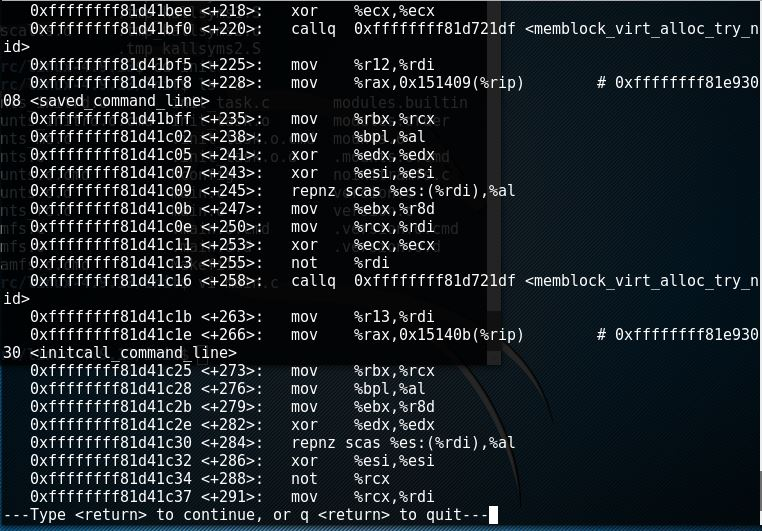 0xffffffff81d41bee <+218>: xor %ecx,%ecx
0xffffffff81d41bf0 <+220>: callq 0xffffffff81d721df <memblock_virt_alloc_try_n
id>
0xffffffff81d41bf5 <+225>: mov %r12,%rdi
0xffffffff81d41bf8 <+228>: mov %rax,0x151409(%rip) # 0xffffffff81e930
08 <saved_command_line>
0xffffffff81d41bff <+235>: mov %rbx,%rcx
0xffffffff81d41c02 <+238>: mov %bpl,%al
0xffffffff81d41c05 <+241>: xor %edx,%edx
0xffffffff81d41c07 <+243>: xor %esi,%esi
0xffffffff81d41c09 <+245>: repnz scas %es:(%rdi),%al
0xffffffff81d41c0b <+247>: mov %ebx,%r8d
0xffffffff81d41c0e <+250>: mov %rcx,%rdi
0xffffffff81d41c11 <+253>: xor %ecx,%ecx
0xffffffff81d41c13 <+255>: not %rdi
0xffffffff81d41c16 <+258>: callq 0xffffffff81d721df <memblock_virt_alloc_try_n
id>
0xffffffff81d41c1b <+263>: mov %r13,%rdi
0xffffffff81d41c1e <+266>: mov %rax,0x15140b(%rip) # 0xffffffff81e930
30 <initcall_command_line>
0xffffffff81d41c25 <+273>: mov %rbx,%rcx
0xffffffff81d41c28 <+276>: mov %bpl,%al
0xffffffff81d41c2b <+279>: mov %ebx,%r8d
0xffffffff81d41c2e <+282>: xor %edx,%edx
0xffffffff81d41c30 <+284>: repnz scas %es:(%rdi),%al
0xffffffff81d41c32 <+286>: xor %esi,%esi
0xffffffff81d41c34 <+288>: not %rcx
0xffffffff81d41c37 <+291>: mov %rcx,%rdi
---Type <return> to continue, or q <return> to quit---